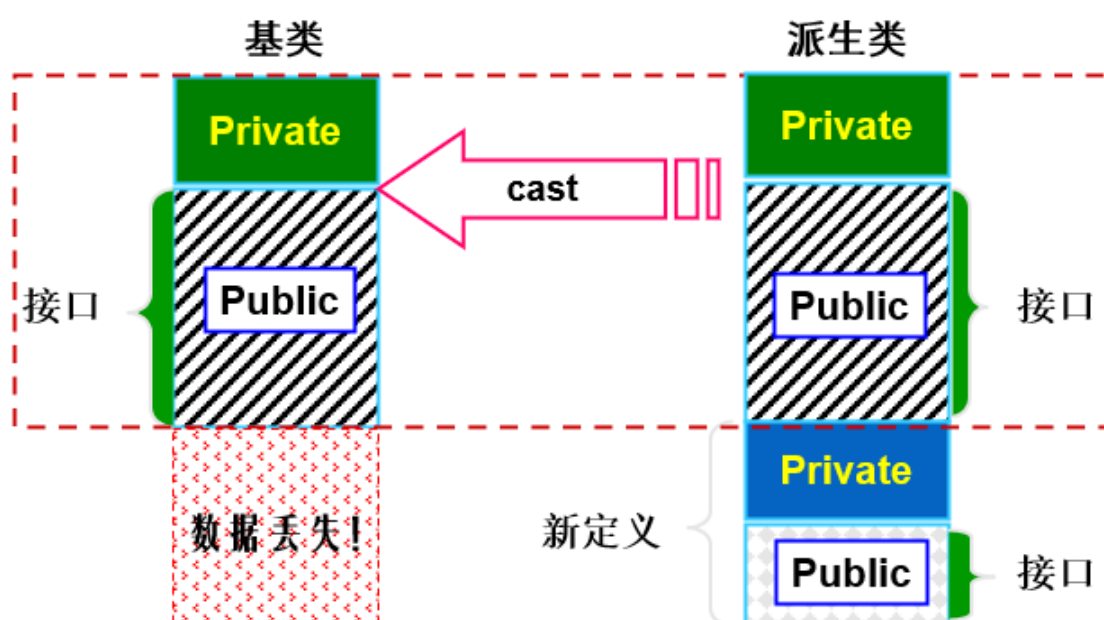 基类
派生类
Private
Private
cast
接口
Public
Public
接口
Private
数据丢失!
新定义
Public
接口